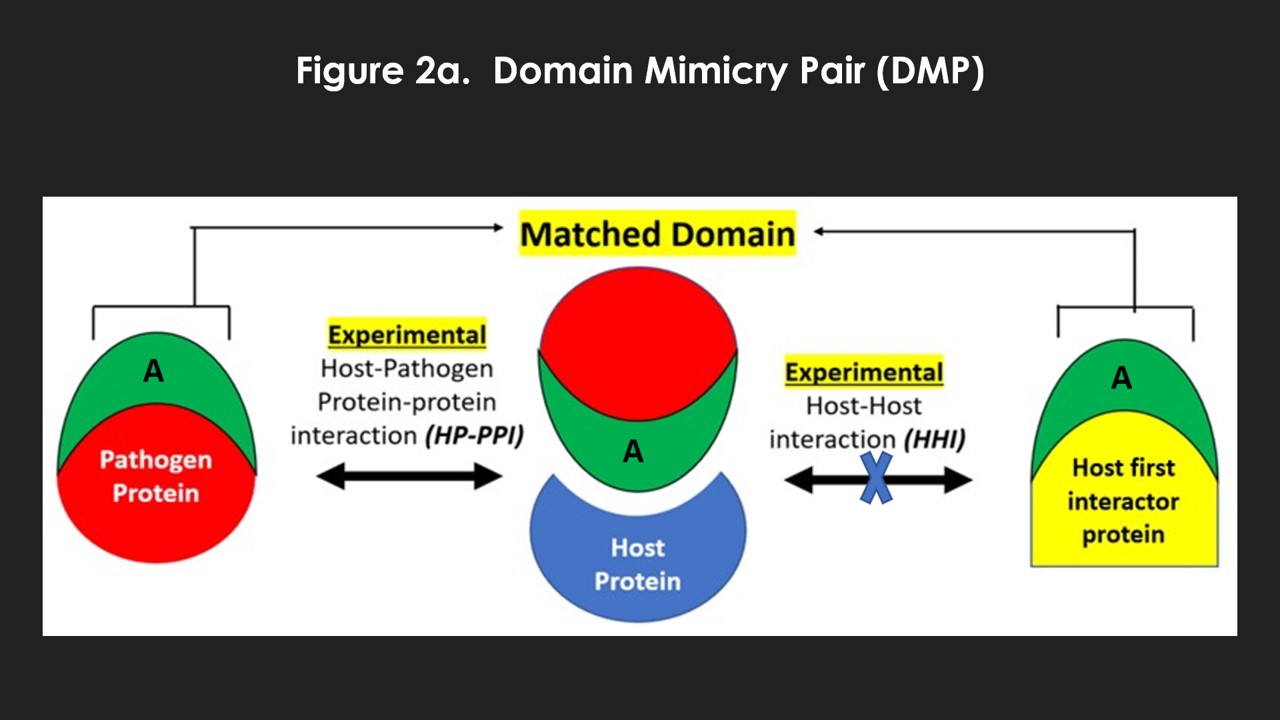 Figure 2a.  Domain Mimicry Pair (DMP)
Matched Domain
A
Pathogen
Protein
Experimental
Host-Pathogen
Protein-protein
interaction (HP-PPI)
A
Host
Protein
Experimental
Host-Host
interaction (HHI)
A
Host first
interactor
protein